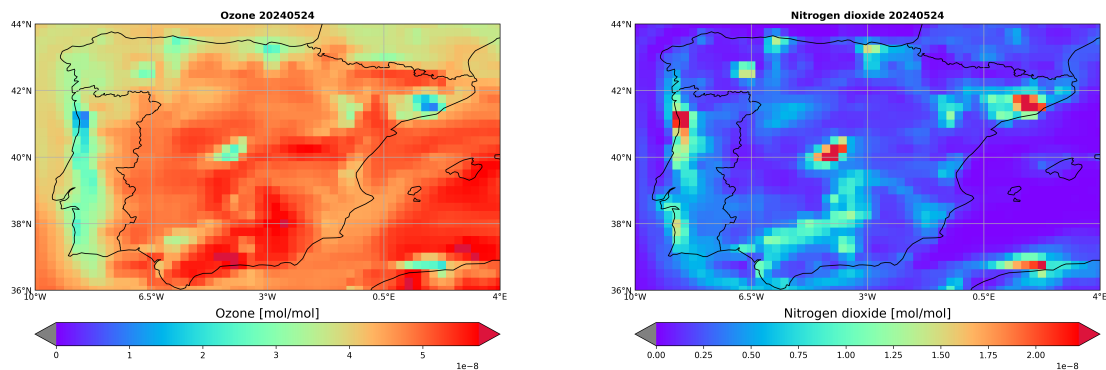 Ozone 20240524
44°N
42°N
40°N
38°N
36°N
10°W 6.5°W 3°W 0.5°E 4°E
Ozone [mol/mol]
0 1 2 3 4 5
1e−8
Nitrogen dioxide 20240524
44°N
42°N
40°N
38°N
36°N
10°W 6.5°W 3°W 0.5°E 4°E
Nitrogen dioxide [mol/mol]
0.00 0.25 0.50 0.75 1.00 1.25 1.50 1.75 2.00
1e−8